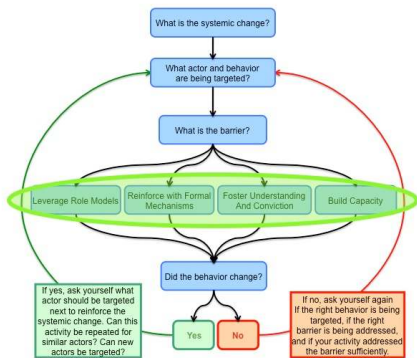 What is the systemic change?
What actor and behavior
are being targeted?
What is the barrier?
Leverage Role Models
Reinforce with Formal
Mechanisms
Foster Understanding
And Conviction
Build Capacity
Did the behavior change?
If yes, ask yourself what
actor should be targeted
next to reinforce
the systemic change. Can this
activity be repeated for
similar actors? Can new
actors be targeted?
Yes
No
If no, ask yourself again
If the right behavior is being
targeted, if the right
barrier is being addressed,
and if your activity addressed
the barrier sufficiently.